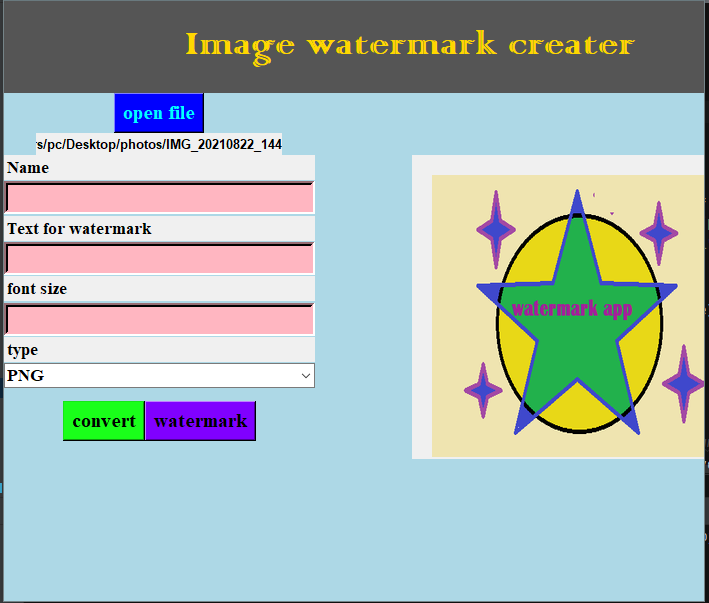 Image watermark creater
open file
s/pc/Desktop/photos/IMG_20210822_144
Name
Text for watermark
font size
type
PNG
convert watermark
watermark app